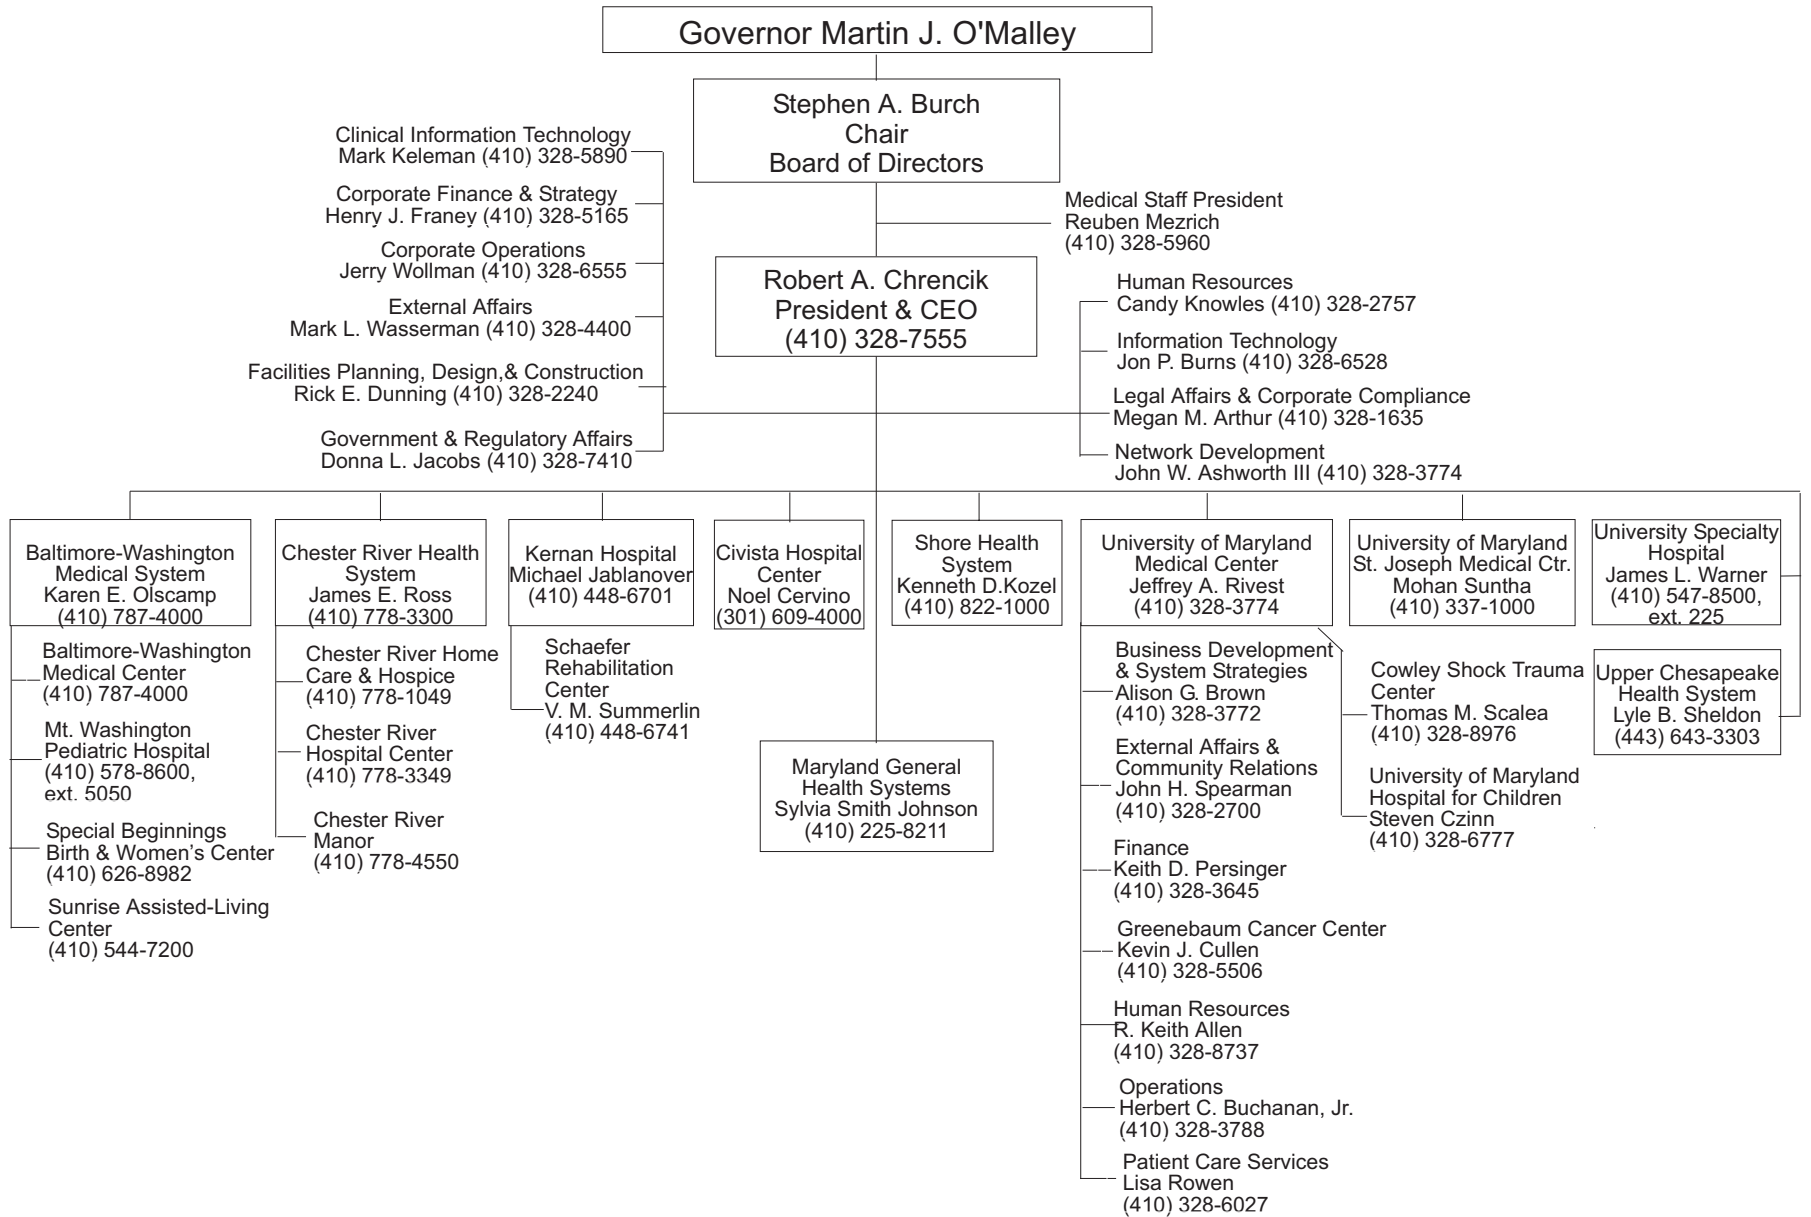 Governor Martin J. O'Malley
Stephen A. Burch
Chair
Board of Directors
Clinical Information Technology
Mark Keleman (410) 328-5890
Corporate Finance & Strategy
Henry J. Franey (410) 328-5165
Corporate Operations
Jerry Wollman (410) 328-6555
External Affairs
Mark L. Wasserman (410) 328-4400
Facilities Planning, Design,& Construction
Rick E. Dunning (410) 328-2240
Government & Regulatory Affairs
Donna L. Jacobs (410) 328-7410
Medical Staff President
Reuben Mezrich
(410) 328-5960
Robert A. Chrencik
President & CEO
(410) 328-7555
Human Resources
Candy Knowles (410) 328-2757
Information Technology
Jon P. Burns (410) 328-6528
Legal Affairs & Corporate Compliance
Megan M. Arthur (410) 328-1635
Network Development
John W. Ashworth III (410) 328-3774
Baltimore-Washington
Medical System
Karen E. Olscamp
(410) 787-4000
Baltimore-Washington
Medical Center
(410) 787-4000
Mt. Washington
Pediatric Hospital
(410) 578-8600,
ext. 5050
Special Beginnings
Birth & Women's Center
(410) 626-8982
Sunrise Assisted-Living
Center
(410) 544-7200
Chester River Health
System
James E. Ross
(410) 778-3300
Chester River Home
Care & Hospice
(410) 778-1049
Chester River
Hospital Center
(410) 778-3349
Chester River
Manor
(410) 778-4550
Kernan Hospital
Michael Jablanover
(410) 448-6701
Schaefer
Rehabilitation
Center
V. M. Summerlin
(410) 448-6741
Civista Hospital
Center
Noel Cervino
(301) 609-4000
Maryland General
Health Systems
Sylvia Smith Johnson
(410) 225-8211
Shore Health
System
Kenneth D.Kozel
(410) 822-1000
University of Maryland
Medical Center
Jeffrey A. Rivest
(410) 328-3774
Business Development
& System Strategies
Alison G. Brown
(410) 328-3772
External Affairs &
Community Relations
John H. Spearman
(410) 328-2700
Finance
Keith D. Persinger
(410) 328-3645
Greenebaum Cancer Center
Kevin J. Cullen
(410) 328-5506
Human Resources
R. Keith Allen
(410) 328-8737
Operations
Herbert C. Buchanan, Jr.
(410) 328-3788
Patient Care Services
Lisa Rowen
(410) 328-6027
Cowley Shock Trauma
Center
Thomas M. Scalea
(410) 328-8976
University of Maryland
Hospital for Children
Steven Czinn
(410) 328-6777
University of Maryland
St. Joseph Medical Ctr.
Mohan Suntha
(410) 337-1000
University Specialty
Hospital
James L. Warner
(410) 547-8500,
ext. 225
Upper Chesapeake
Health System
Lyle B. Sheldon
(443) 643-3303